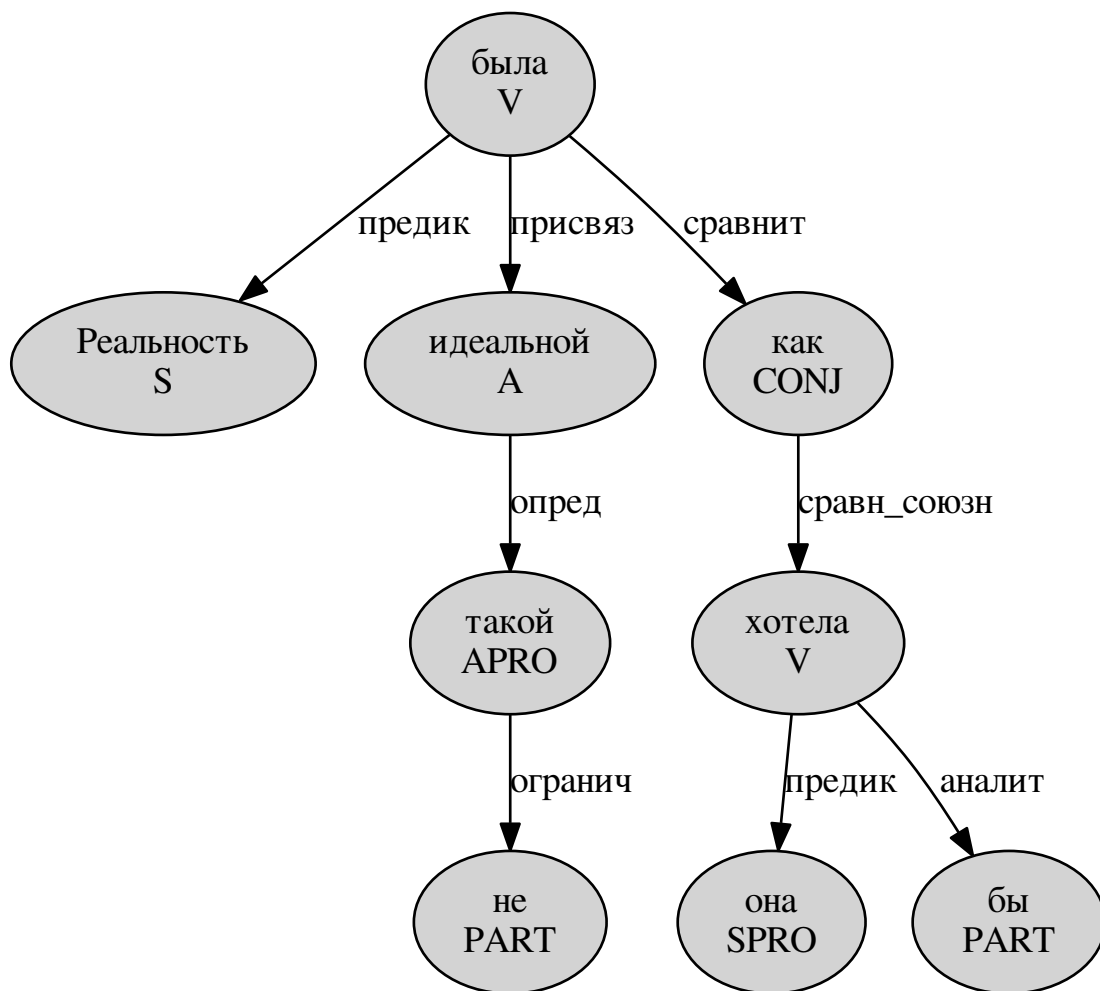 была
V
предик
присвяз
сравнит
Реальность
S
идеальной
A
как
CONJ
опред
сравн_союзн
такой
APRO
хотела
V
огранич
предик
аналит
не
PART
она
SPRO
бы
PART